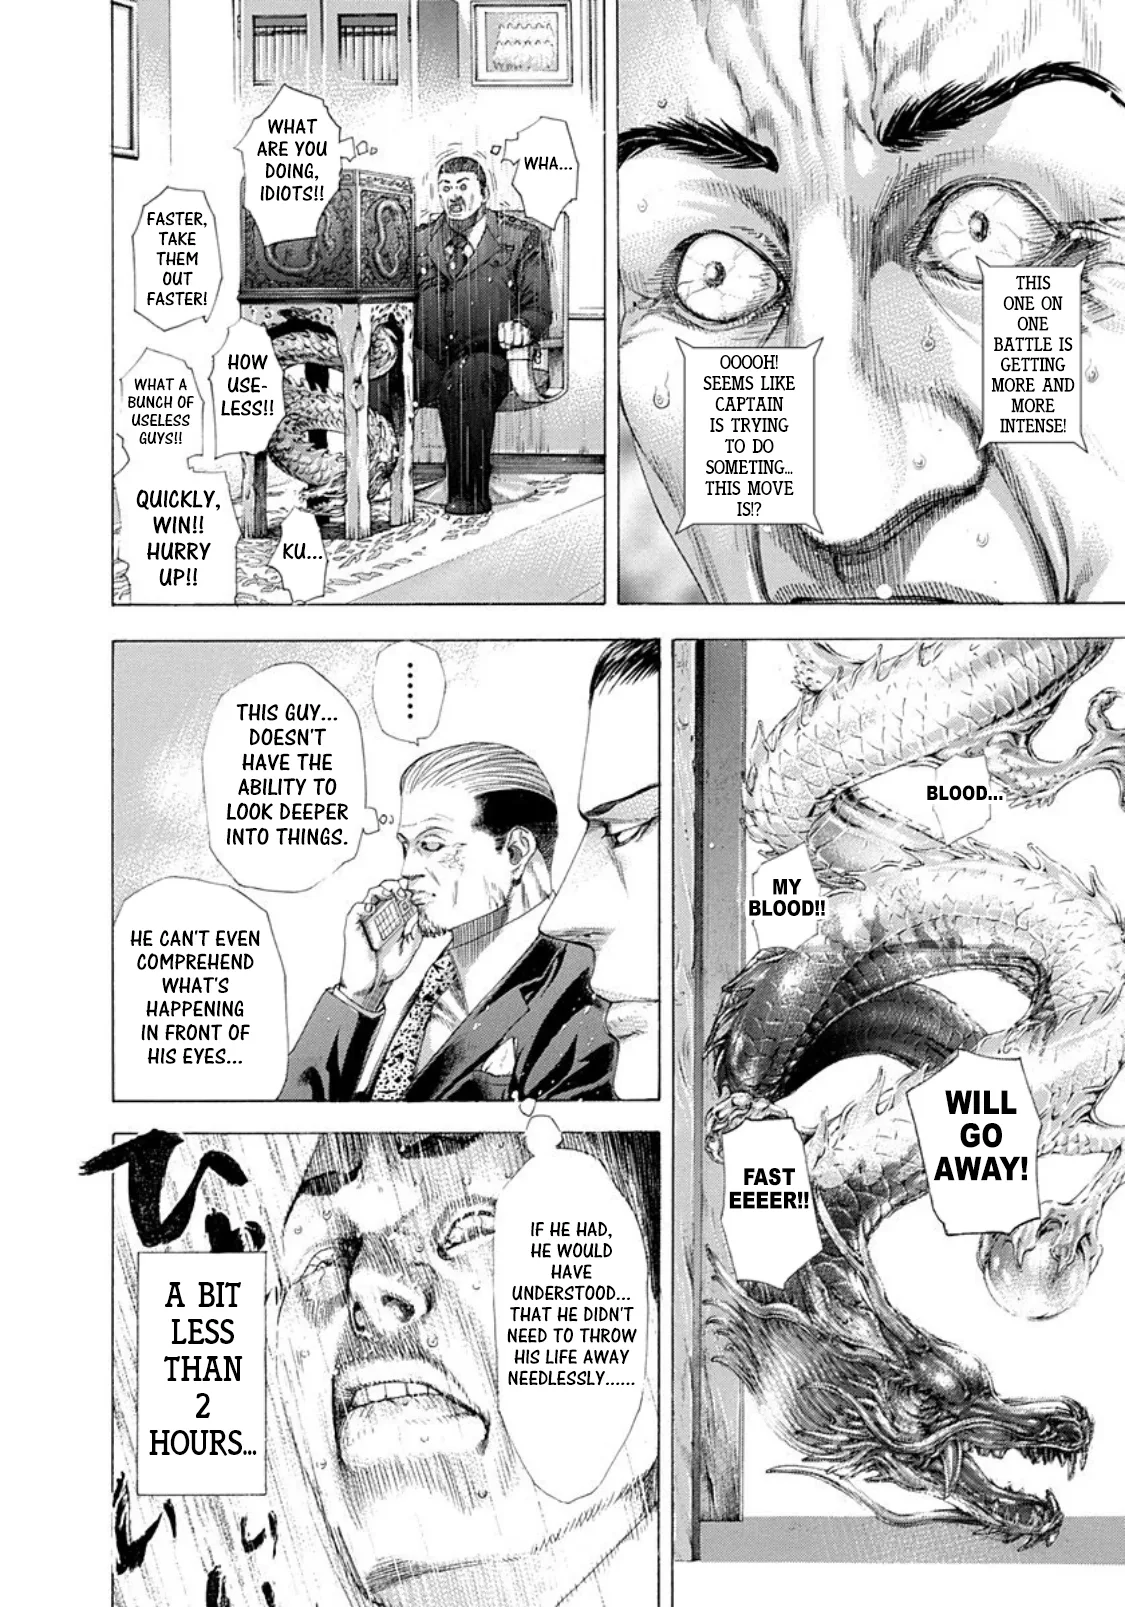 THIS
ONE ON
ONE
BATTLE IS
GETTING
MORE AND
MORE
INTENSE!
OOOOH!
SEEMS LIKE
CAPTAIN
IS TRYING
TO DO
SOMETING...
THIS MOVE
IS!?
WHA...
WHAT
ARE YOU
DOING,
IDIOTS!!
FASTER,
TAKE
THEM
OUT
FASTER!
HOW
USE-
LESS!!
WHAT A
BUNCH OF
USELESS
GUYS!!
KU...
QUICKLY,
WIN!!
HURRY
UP!!
BLOOD...
MY
BLOOD!!
WILL
GO
AWAY!
FAST
EEEER!!
......
THIS GUY...
DOESN'T
HAVE THE
ABILITY TO
LOOK DEEPER
INTO THINGS.
HE CAN'T EVEN
COMPREHEND
WHAT'S
HAPPENING
IN FRONT OF
HIS EYES...
IF HE HAD,
HE WOULD
HAVE
UNDERSTOOD...
THAT HE DIDN'T
NEED TO THROW
HIS LIFE AWAY
NEEDLESSLY......
A BIT
LESS
THAN
2
HOURS...